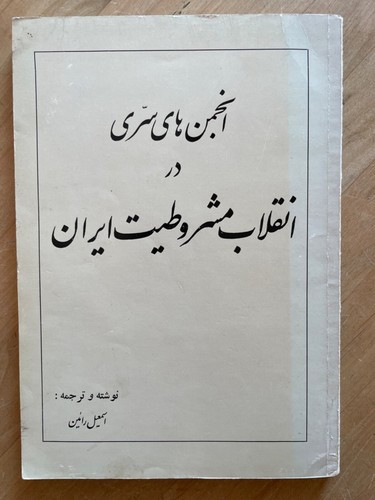 انجمن های سرّی
در
انقلاب مشروطیت ایران
نوشته و ترجمه :
اسمعیل رائین